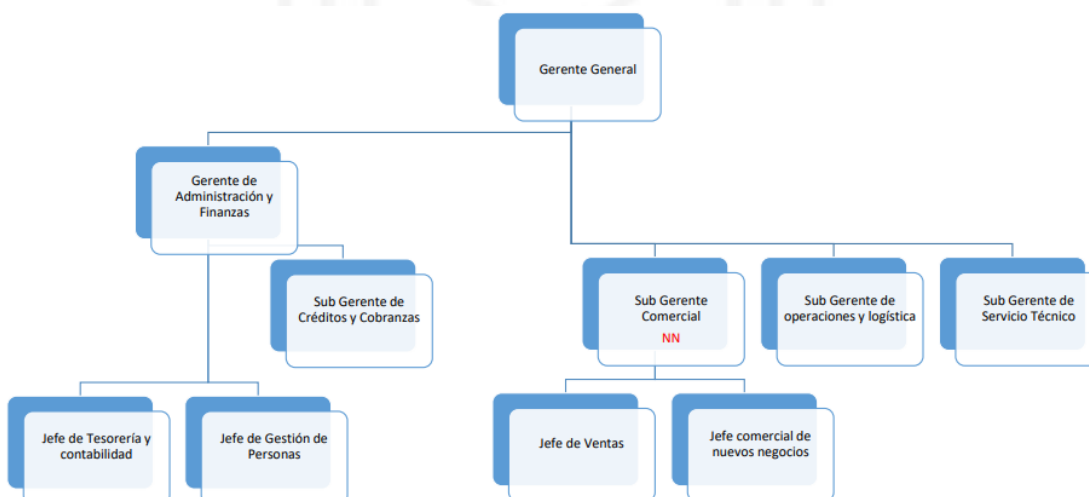 Gerente General
Gerente de
Administración y
Finanzas
Sub Gerente de
Créditos y Cobranzas
Sub Gerente
Comercial
NN
Sub Gerente de
operaciones y logística
Sub Gerente de
Servicio Técnico
Jefe de Tesorería y
contabilidad
Jefe de Gestión de
Personas
Jefe de Ventas
Jefe comercial de
nuevos negocios